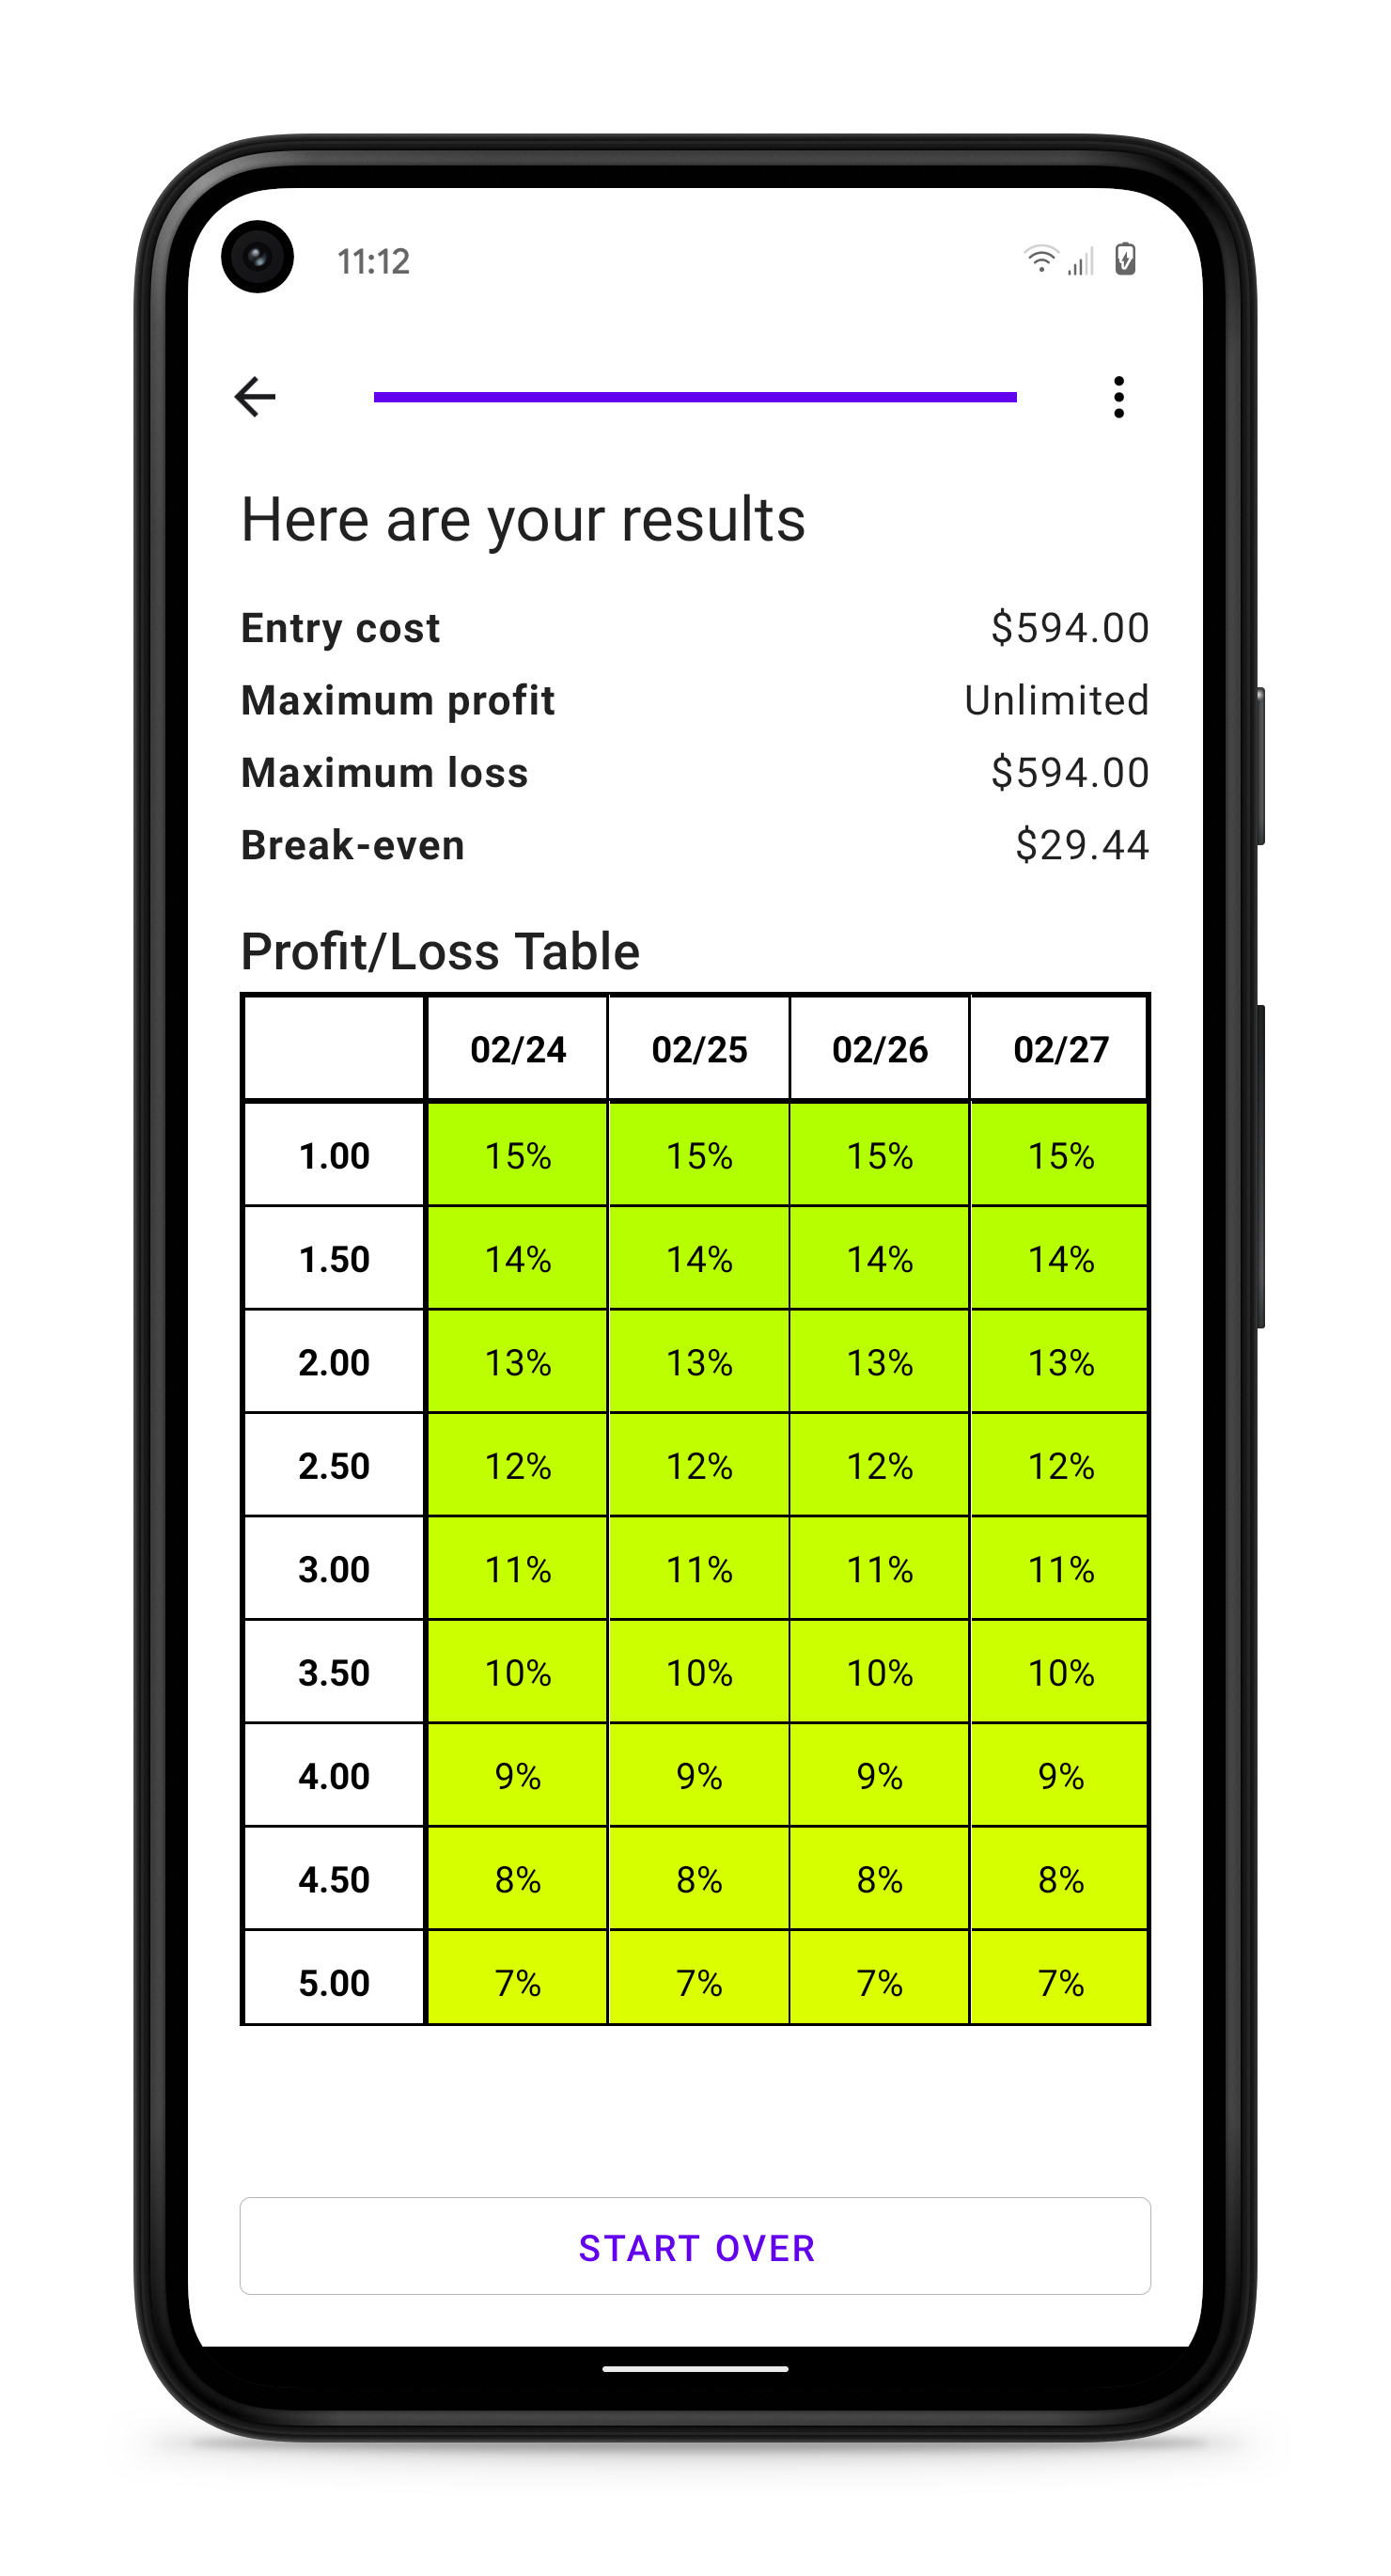 11:12
Here are your results
Entry cost $594.00
Maximum profit Unlimited
Maximum loss $594.00
Break-even $29.44
Profit/Loss Table
02/24 02/25 02/26 02/27
1.00 15% 15% 15% 15%
1.50 14% 14% 14% 14%
2.00 13% 13% 13% 13%
2.50 12% 12% 12% 12%
3.00 11% 11% 11% 11%
3.50 10% 10% 10% 10%
4.00 9% 9% 9% 9%
4.50 8% 8% 8% 8%
5.00 7% 7% 7% 7%
START OVER